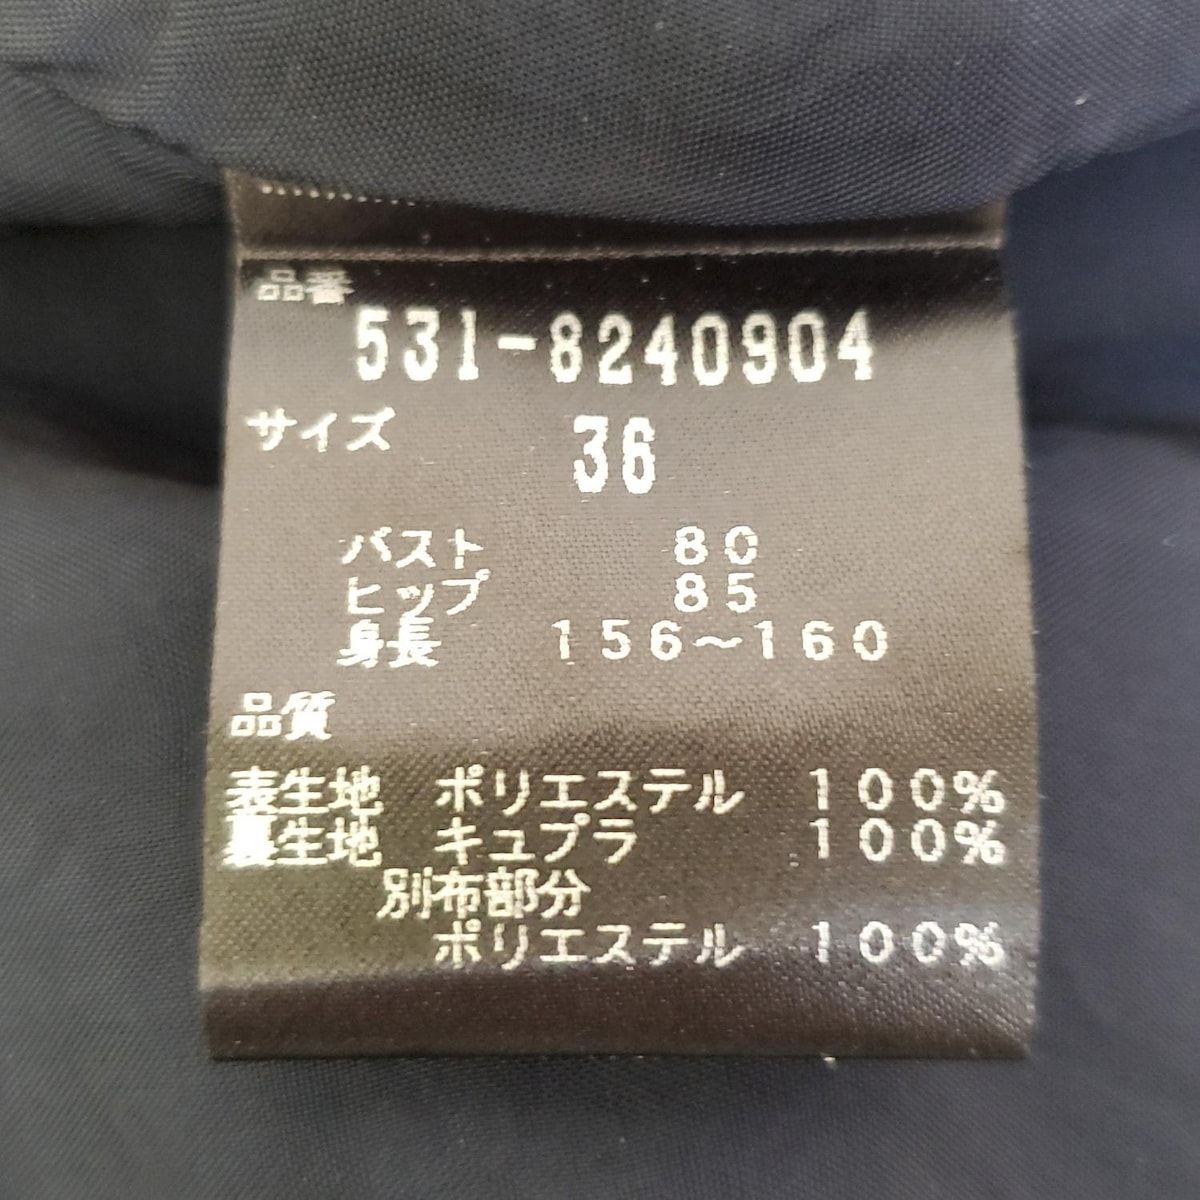 品番
531-8240904
サイズ 36
バスト 80
ヒップ 85
身長 156~160
品質
表生地 ポリエステル 100%
裏生地 キュプラ 100%
別布部分
ポリエステル 100%